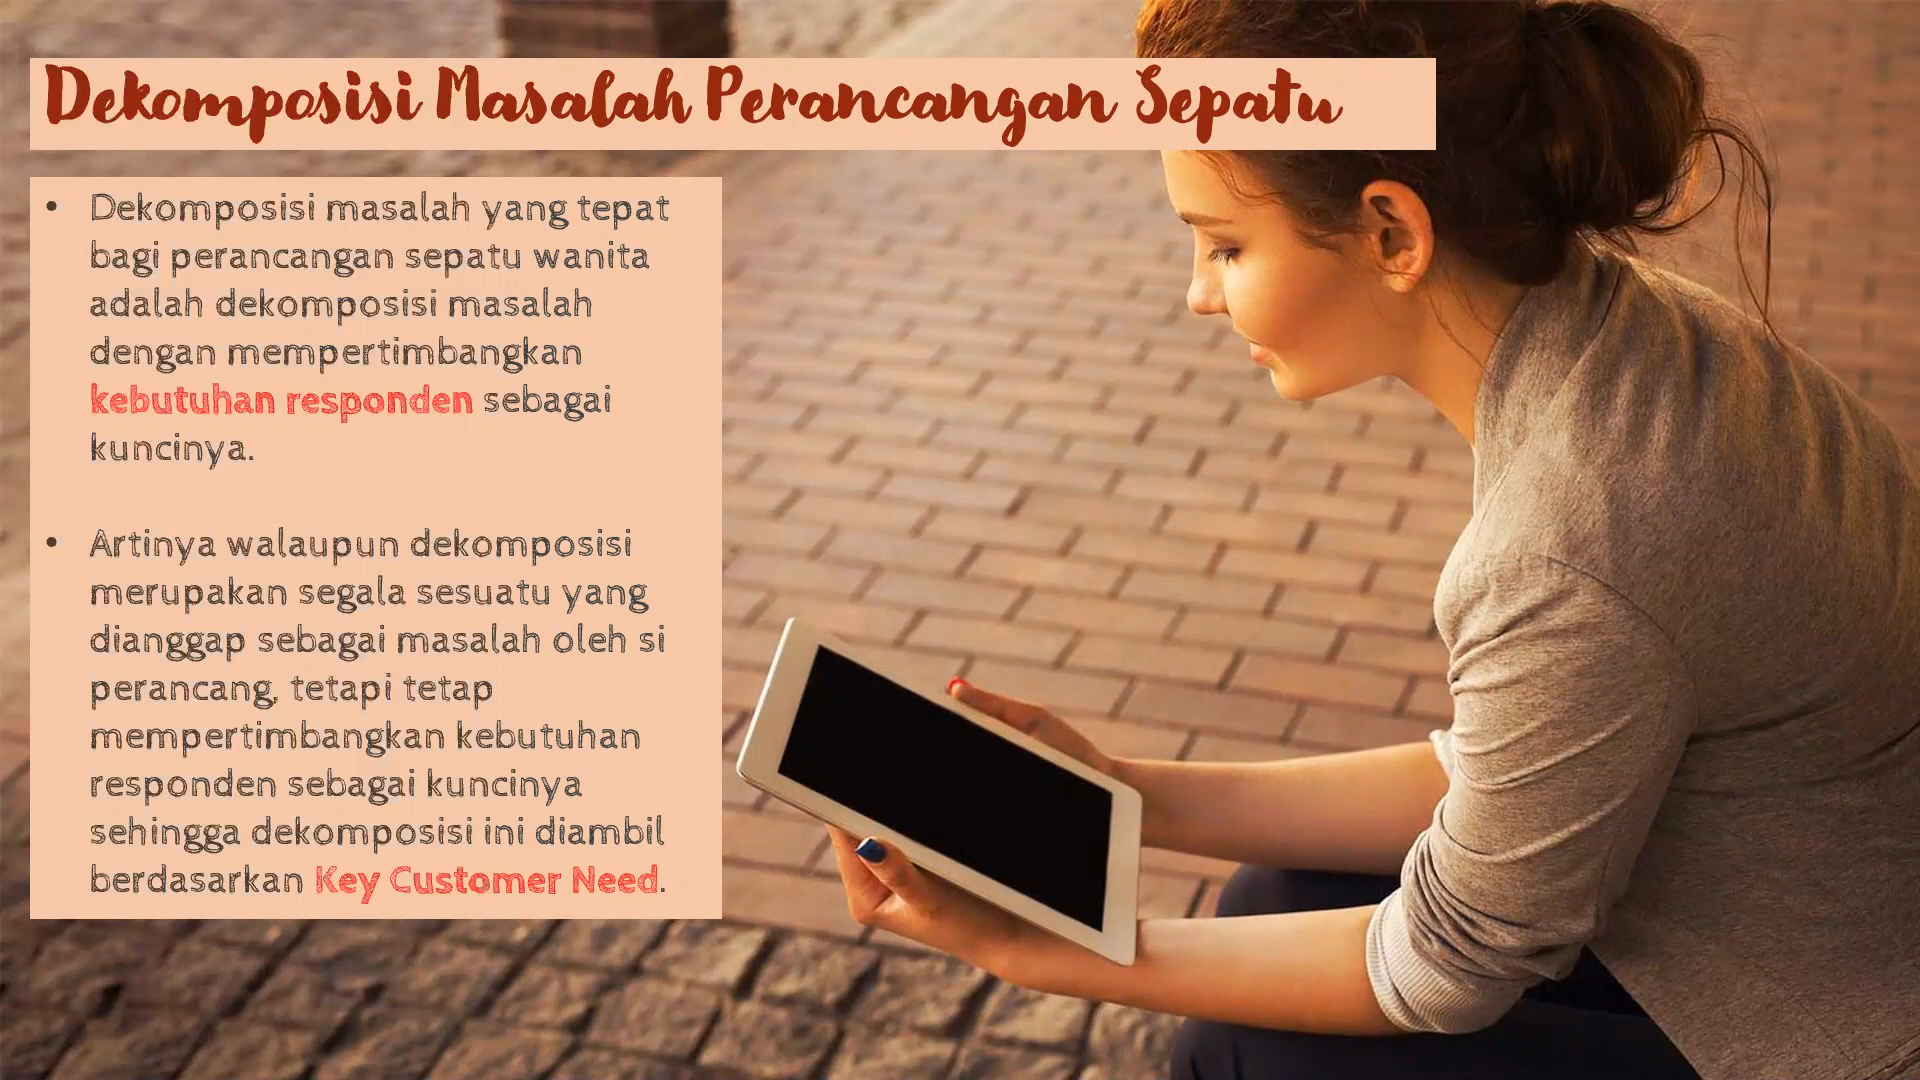 Dekomposisi Masalah Perancangan Sepatu
• Dekomposisi masalah yang tepat
bagi perancangan sepatu wanita
adalah dekomposisi masalah
dengan mempertimbangkan
kebutuhan responden sebagai
kuncinya.
• Artinya walaupun dekomposisi
merupakan segala sesuatu yang
dianggap sebagai masalah oleh si
perancang, tetapi tetap
mempertimbangkan kebutuhan
responden sebagai kuncinya
sehingga dekomposisi ini diambil
berdasarkan Key Customer Need.